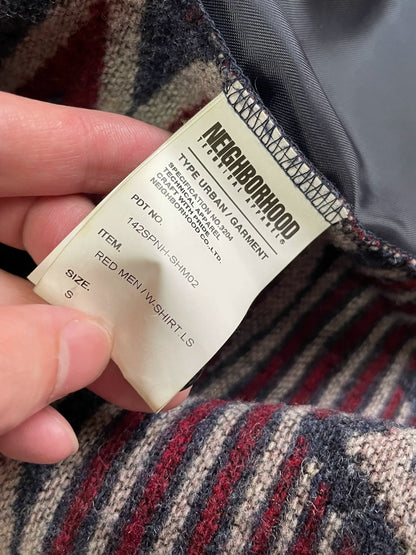 NEIGHBORHOOD®
TECHNICAL APPAREL
TYPE URBAN/GARMENT
SPECIFICATION NO.3204
TECHNICAL APPAREL
CRAFT WITH PRIDE
NEIGHBORHOOD CO.,LTD.
PDT NO.
142SPNH-SHM02
ITEM.
RED MEN / W-SHIRT.LS
SIZE.
S